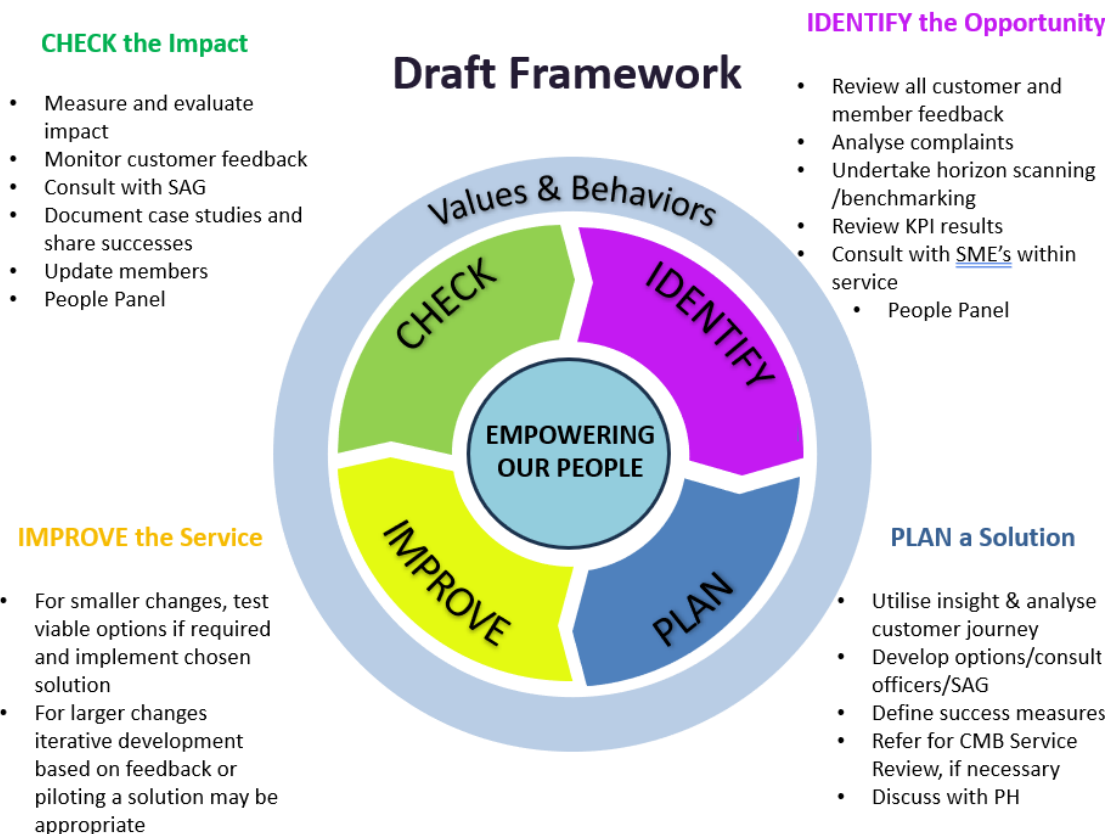 Draft Framework
CHECK the Impact
• Measure and evaluate
impact
• Monitor customer feedback
• Consult with SAG
• Document case studies and
share successes
• Update members
• People Panel
IDENTIFY the Opportunity
• Review all customer and
member feedback
• Analyse complaints
• Undertake horizon scanning
/benchmarking
• Review KPI results
• Consult with SME’s within
service
• People Panel
Values & Behaviors
CHECK
IDENTIFY
EMPOWERING
OUR PEOPLE
IMPROVE
PLAN
IMPROVE the Service
• For smaller changes, test
viable options if required
and implement chosen
solution
• For larger changes
iterative development
based on feedback or
piloting a solution may be
appropriate
PLAN a Solution
• Utilise insight & analyse
customer journey
• Develop options/consult
officers/SAG
• Define success measures
• Refer for CMB Service
Review, if necessary
• Discuss with PH